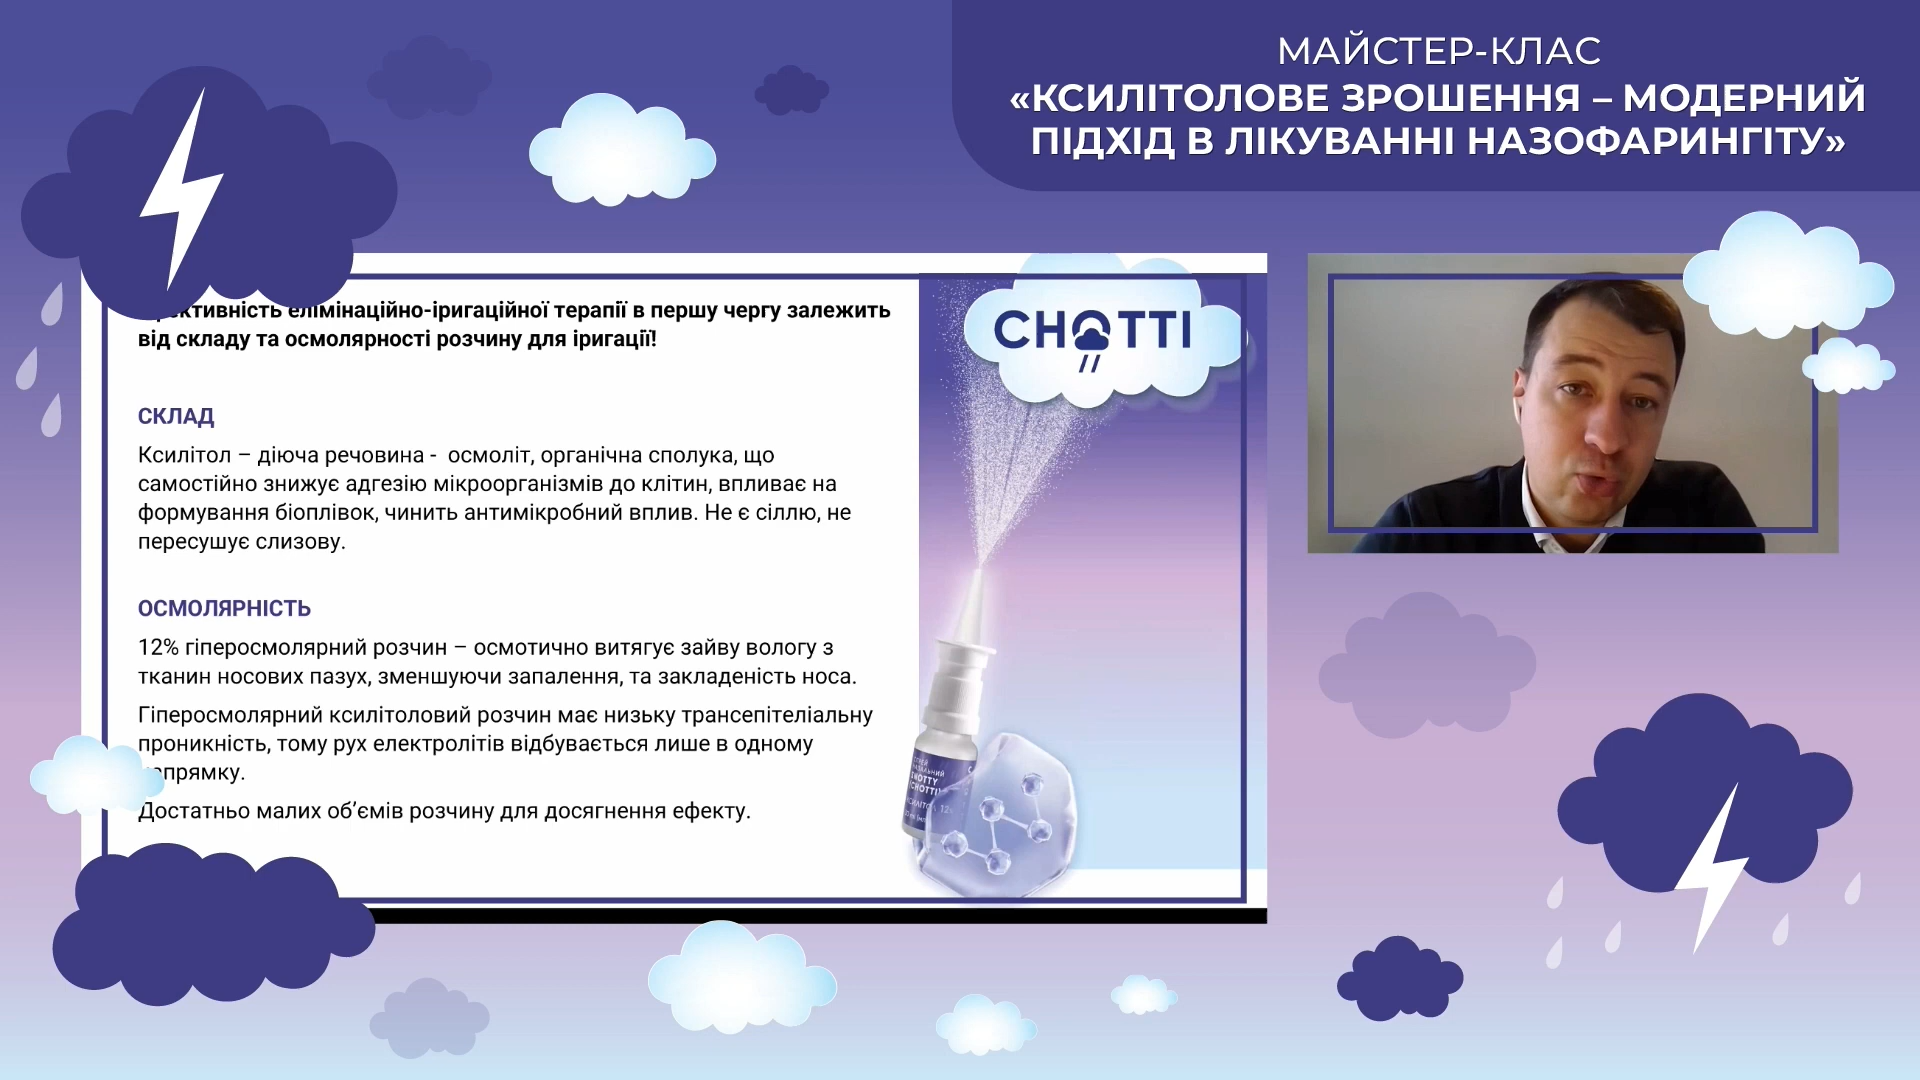 МАЙСТЕР-КЛАС
«КСИЛІТОЛОВЕ ЗРОШЕННЯ – МОДЕРНИЙ
ПІДХІД В ЛІКУВАННІ НАЗОФАРИНГІТУ»
елімінаційно-іригаційної терапії в першу чергу залежить
від складу та осмолярності розчину для іригації!
СКЛАД
Ксилітол – діюча речовина - осмоліт, органічна сполука, що
самостійно знижує адгезію мікроорганізмів до клітин, впливає на
формування біоплівок, чинить антимікробний вплив. Не є сіллю, не
пересушує слизову.
ОСМОЛЯРНІСТЬ
12% гіперосмолярний розчин – осмотично витягує зайву вологу з
тканин носових пазух, зменшуючи запалення, та закладеність носа.
Гіперосмолярний ксилітоловий розчин має низьку трансепітеліальну
проникність, тому рух електролітів відбувається лише в одному
напрямку.
Достатньо малих об’ємів розчину для досягнення ефекту.
CHOTTI